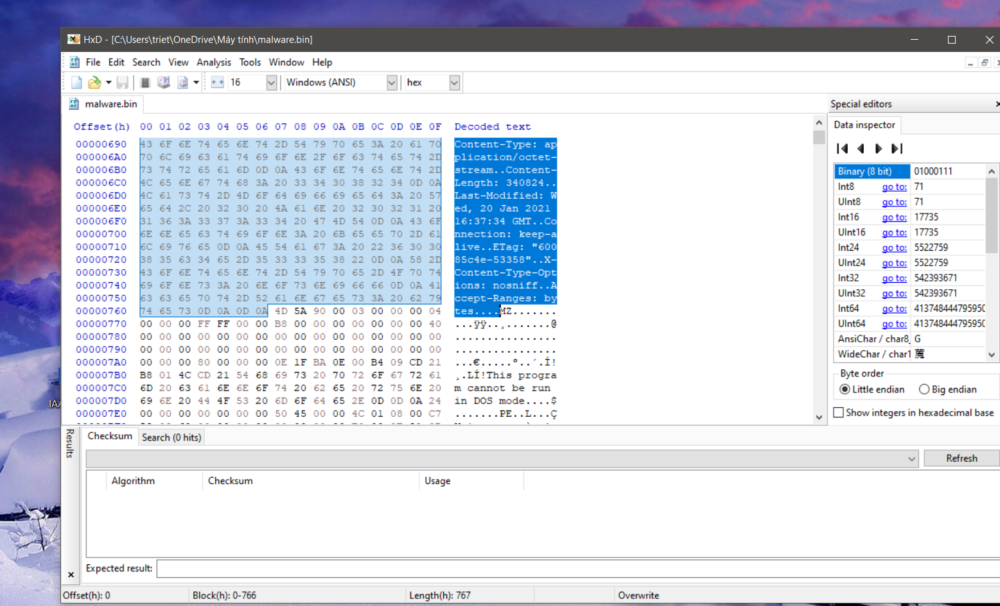 HxD - [C:\Users\triet\OneDrive\Máy tính\malware.bin]
File Edit Search View Analysis Tools Window Help
16 Windows (ANSI) hex
malware.bin
Offset(h) 00 01 02 03 04 05 06 07 08 09 0A 0B 0C 0D 0E 0F Decoded text
00000690 43 6F 6E 74 65 6E 74 2D 54 79 70 65 3A 20 61 70 Content-Type: ap
000006A0 70 6C 69 63 61 74 69 6F 6E 2F 6F 63 74 65 74 2D plication/octet-
000006B0 73 74 72 65 61 6D 0D 0A 43 6F 6E 74 65 6E 74 2D stream..Content-
000006C0 4C 65 6E 67 74 68 3A 20 33 34 30 38 32 34 0D 0A Length: 340824..
000006D0 4C 61 73 74 2D 4D 6F 64 69 66 69 65 64 3A 20 57 Last-Modified: W
000006E0 65 64 2C 20 32 30 20 4A 61 6E 20 32 30 32 31 20 ed, 20 Jan 2021
000006F0 31 36 3A 33 37 3A 33 34 20 47 4D 54 0D 0A 43 6F 16:37:34 GMT..Co
00000700 6E 6E 65 63 74 69 6F 6E 3A 20 6B 65 65 70 2D 61 nnection: keep-a
00000710 6C 69 76 65 0D 0A 45 54 61 67 3A 20 22 36 30 30 live..ETag: "600
00000720 38 35 63 34 65 2D 35 33 33 35 38 22 0D 0A 58 2D 85c4e-53358"..X-
00000730 43 6F 6E 74 65 6E 74 2D 54 79 70 65 2D 4F 70 74 Content-Type-Opt
00000740 69 6F 6E 73 3A 20 6E 6F 73 6E 69 66 66 0D 0A 41 ions: nosniff..A
00000750 63 63 65 70 74 2D 52 61 6E 67 65 73 3A 20 62 79 ccept-Ranges: by
00000760 74 65 73 0D 0A 0D 0A 4D 5A 90 00 03 00 00 00 04 tes....MZ.......
00000770 00 00 00 FF FF 00 00 B8 00 00 00 00 00 00 00 40 ...ÿÿ..¸.......@
00000780 00 00 00 00 00 00 00 00 00 00 00 00 00 00 00 00 ................
00000790 00 00 00 00 00 00 00 00 00 00 00 00 00 00 00 00 ................
000007A0 00 00 00 80 00 00 00 0E 1F BA 0E 00 B4 09 CD 21 ...€.....º..´.Í!
000007B0 B8 01 4C CD 21 54 68 69 73 20 70 72 6F 67 72 61 ¸.LÍ!This progra
000007C0 6D 20 63 61 6E 6E 6F 74 20 62 65 20 72 75 6E 20 m cannot be run
000007D0 69 6E 20 44 4F 53 20 6D 6F 64 65 2E 0D 0D 0A 24 in DOS mode....$
000007E0 00 00 00 00 00 00 00 50 45 00 00 4C 01 08 00 C7 .......PE..L...Ç
Special editors
Data inspector
Binary (8 bit) 01000111
Int8 go to: 71
UInt8 go to: 71
Int16 go to: 17735
UInt16 go to: 17735
Int24 go to: 5522759
UInt24 go to: 5522759
Int32 go to: 542393671
UInt32 go to: 542393671
Int64 go to: 413748444795950
UInt64 go to: 413748444795950
AnsiChar / char8_ G
WideChar / char1
Byte order
Little endian Big endian
Show integers in hexadecimal base
IAA
Results
Checksum Search (0 hits)
Refresh
Algorithm Checksum Usage
Expected result:
Offset(h): 0 Block(h): 0-766 Length(h): 767 Overwrite